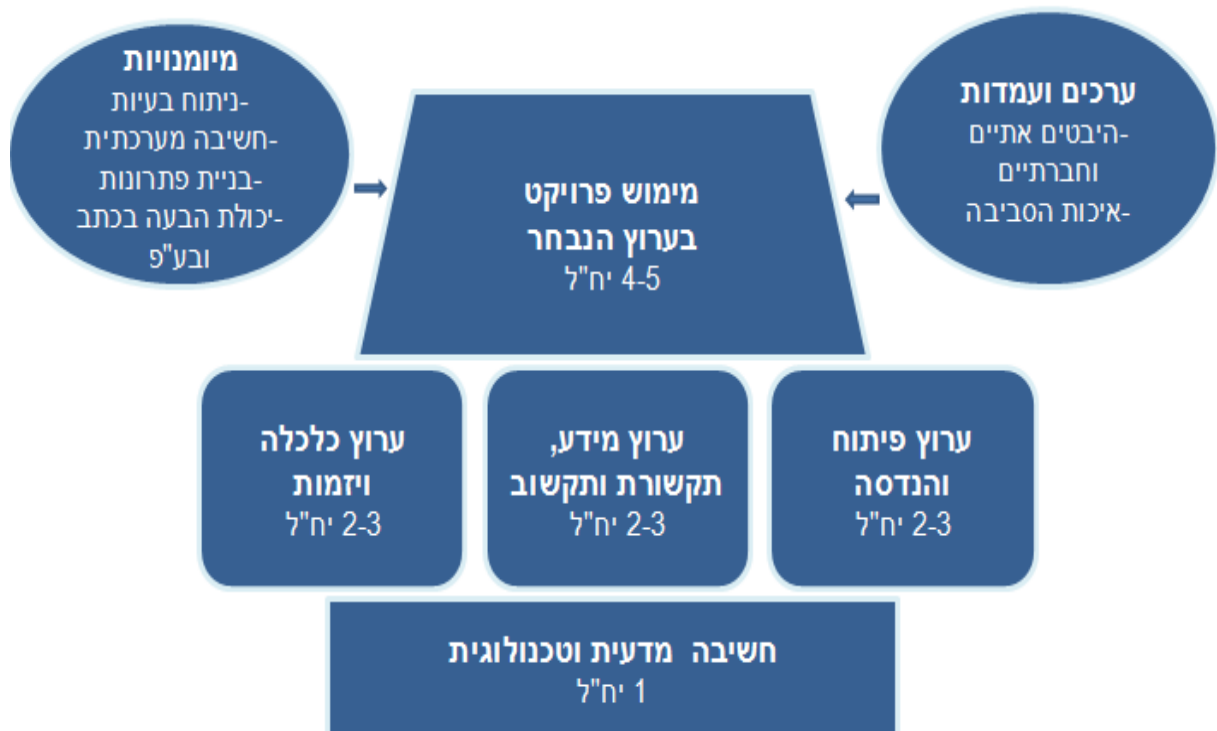 ערכים ועמדות
-היבטים אתיים
וחברתיים
-איכות הסביבה
מיומנויות
-ניתוח בעיות
-חשיבה מערכתית
-בניית פתרונות
-יכולת הבעה בכתב
ובע"פ
מימוש פרויקט
בערוץ הנבחר
4-5 יח"ל
ערוץ פיתוח
והנדסה
2-3 יח"ל
ערוץ מידע,
תקשורת ותקשוב
2-3 יח"ל
ערוץ כלכלה
ויזמות
2-3 יח"ל
חשיבה מדעית וטכנולוגית
1 יח"ל